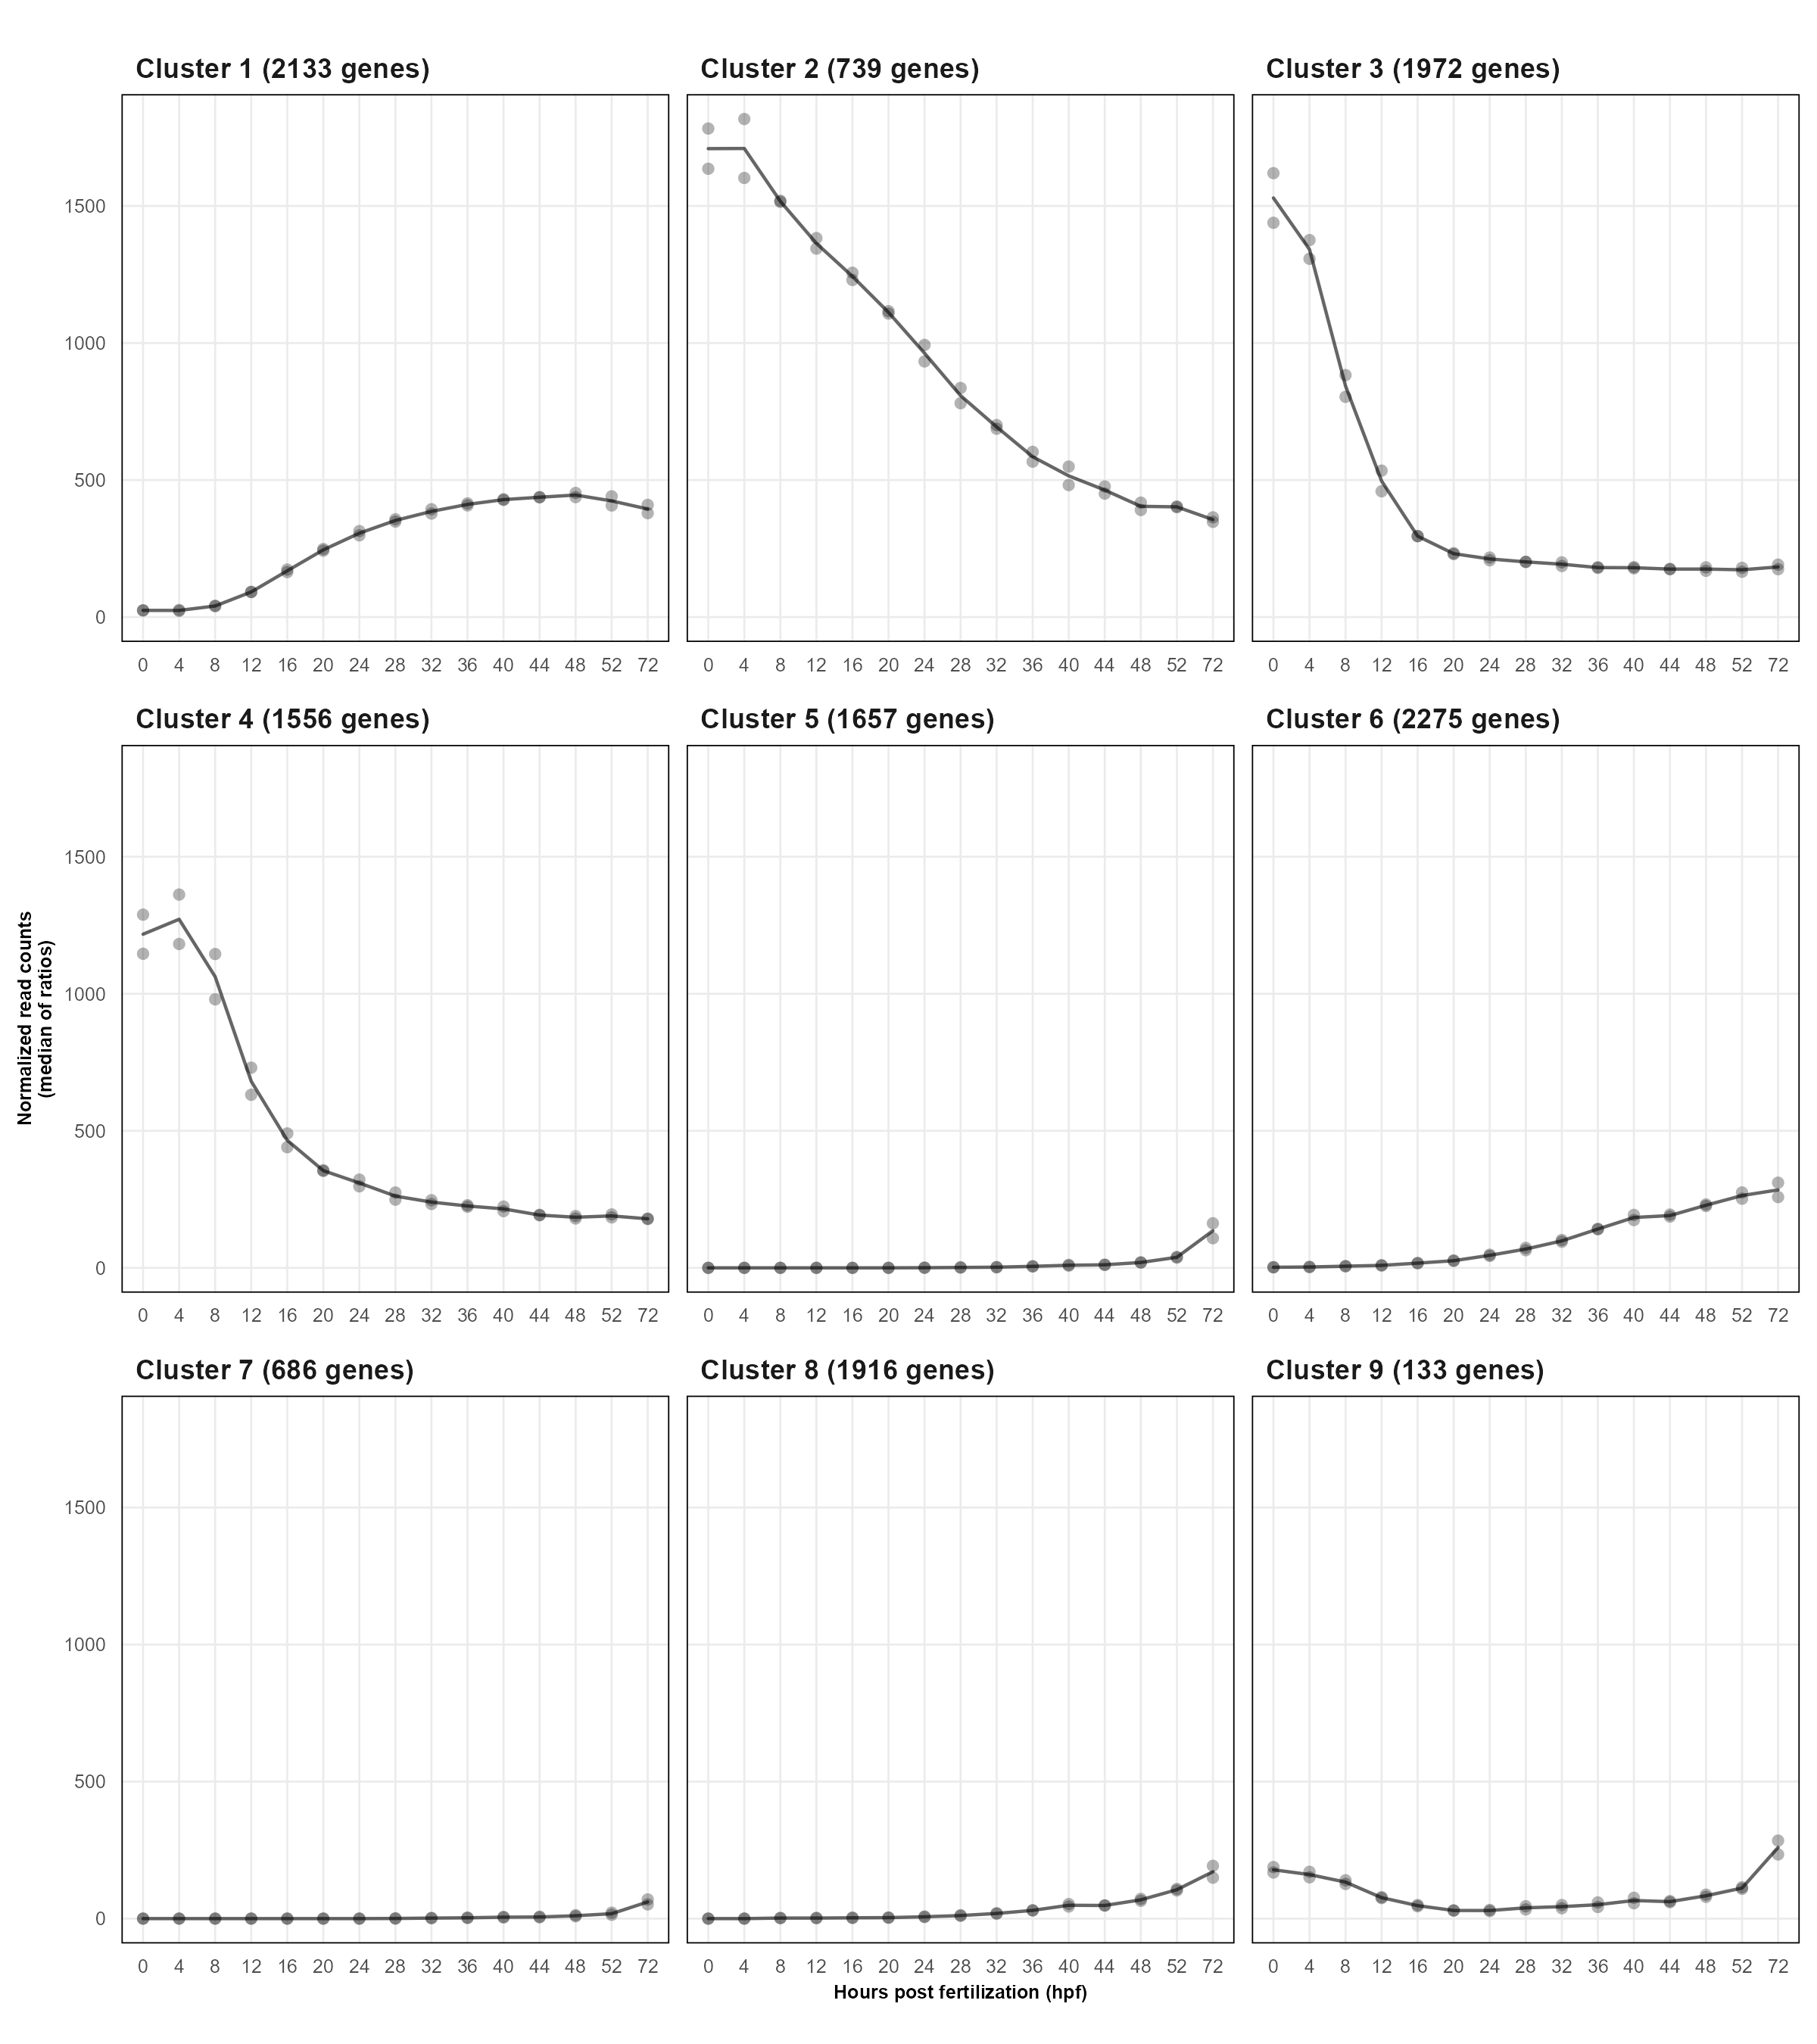 Cluster 1 (2133 genes)
Cluster 2 (739 genes)
Cluster 3 (1972 genes)
1500
1000
500
0
0 4 8 12 16 20 24 28 32 36 40 44 48 52 72
0 4 8 12 16 20 24 28 32 36 40 44 48 52 72
0 4 8 12 16 20 24 28 32 36 40 44 48 52 72
Cluster 4 (1556 genes)
Cluster 5 (1657 genes)
Cluster 6 (2275 genes)
Normalized read counts
(median of ratios)
1500
1000
500
0
0 4 8 12 16 20 24 28 32 36 40 44 48 52 72
0 4 8 12 16 20 24 28 32 36 40 44 48 52 72
0 4 8 12 16 20 24 28 32 36 40 44 48 52 72
Cluster 7 (686 genes)
Cluster 8 (1916 genes)
Cluster 9 (133 genes)
1500
1000
500
0
0 4 8 12 16 20 24 28 32 36 40 44 48 52 72
0 4 8 12 16 20 24 28 32 36 40 44 48 52 72
0 4 8 12 16 20 24 28 32 36 40 44 48 52 72
Hours post fertilization (hpf)